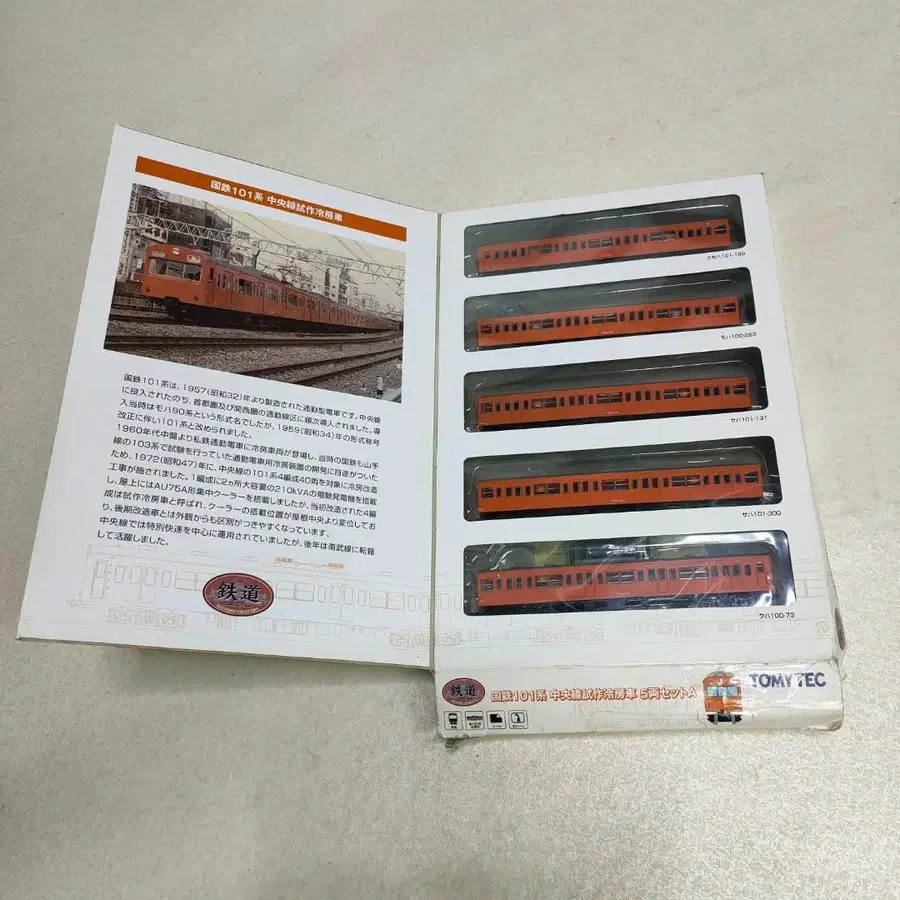 国鉄101系 中央線試作冷房車
国鉄101系は、1957(昭和32)年より製造された通勤型電車です。中央線
に投入されたのち、首都圏及び関西圏の通勤線区に順次導入されました。導
入当時はモハ90系という形式名でしたが、1959(昭和34)年の形式称号
改正に伴い101系と改められました。
1960年代中盤より私鉄通勤電車に冷房車両が登場し、当時の国鉄も山手
線の103系で試験を行っていた通勤電車用冷房装置の開発に目途がついた
ため、1972(昭和47)年に、中央線の101系4編成40両を対象に冷房改造
工事が施されました。1編成に2ヵ所大容量の210kVAの電動発電機を搭載
し、屋上にはAU75A形集中クーラーを搭載しましたが、当初改造された4編
成は試作冷房車と呼ばれ、クーラーの搭載位置が屋根中央より変位してお
り、後期改造車とは外観からも区別がつきやすくなっています。
中央線では特別快速を中心に運用されていましたが、後年は南武線に転籍
して活躍しました。
鉄道
クモハ101-189
モハ100-253
サハ101-131
サハ101-300
クハ100-73
鉄道
国鉄101系 中央線試作冷房車 5両セットA
TOMYTEC